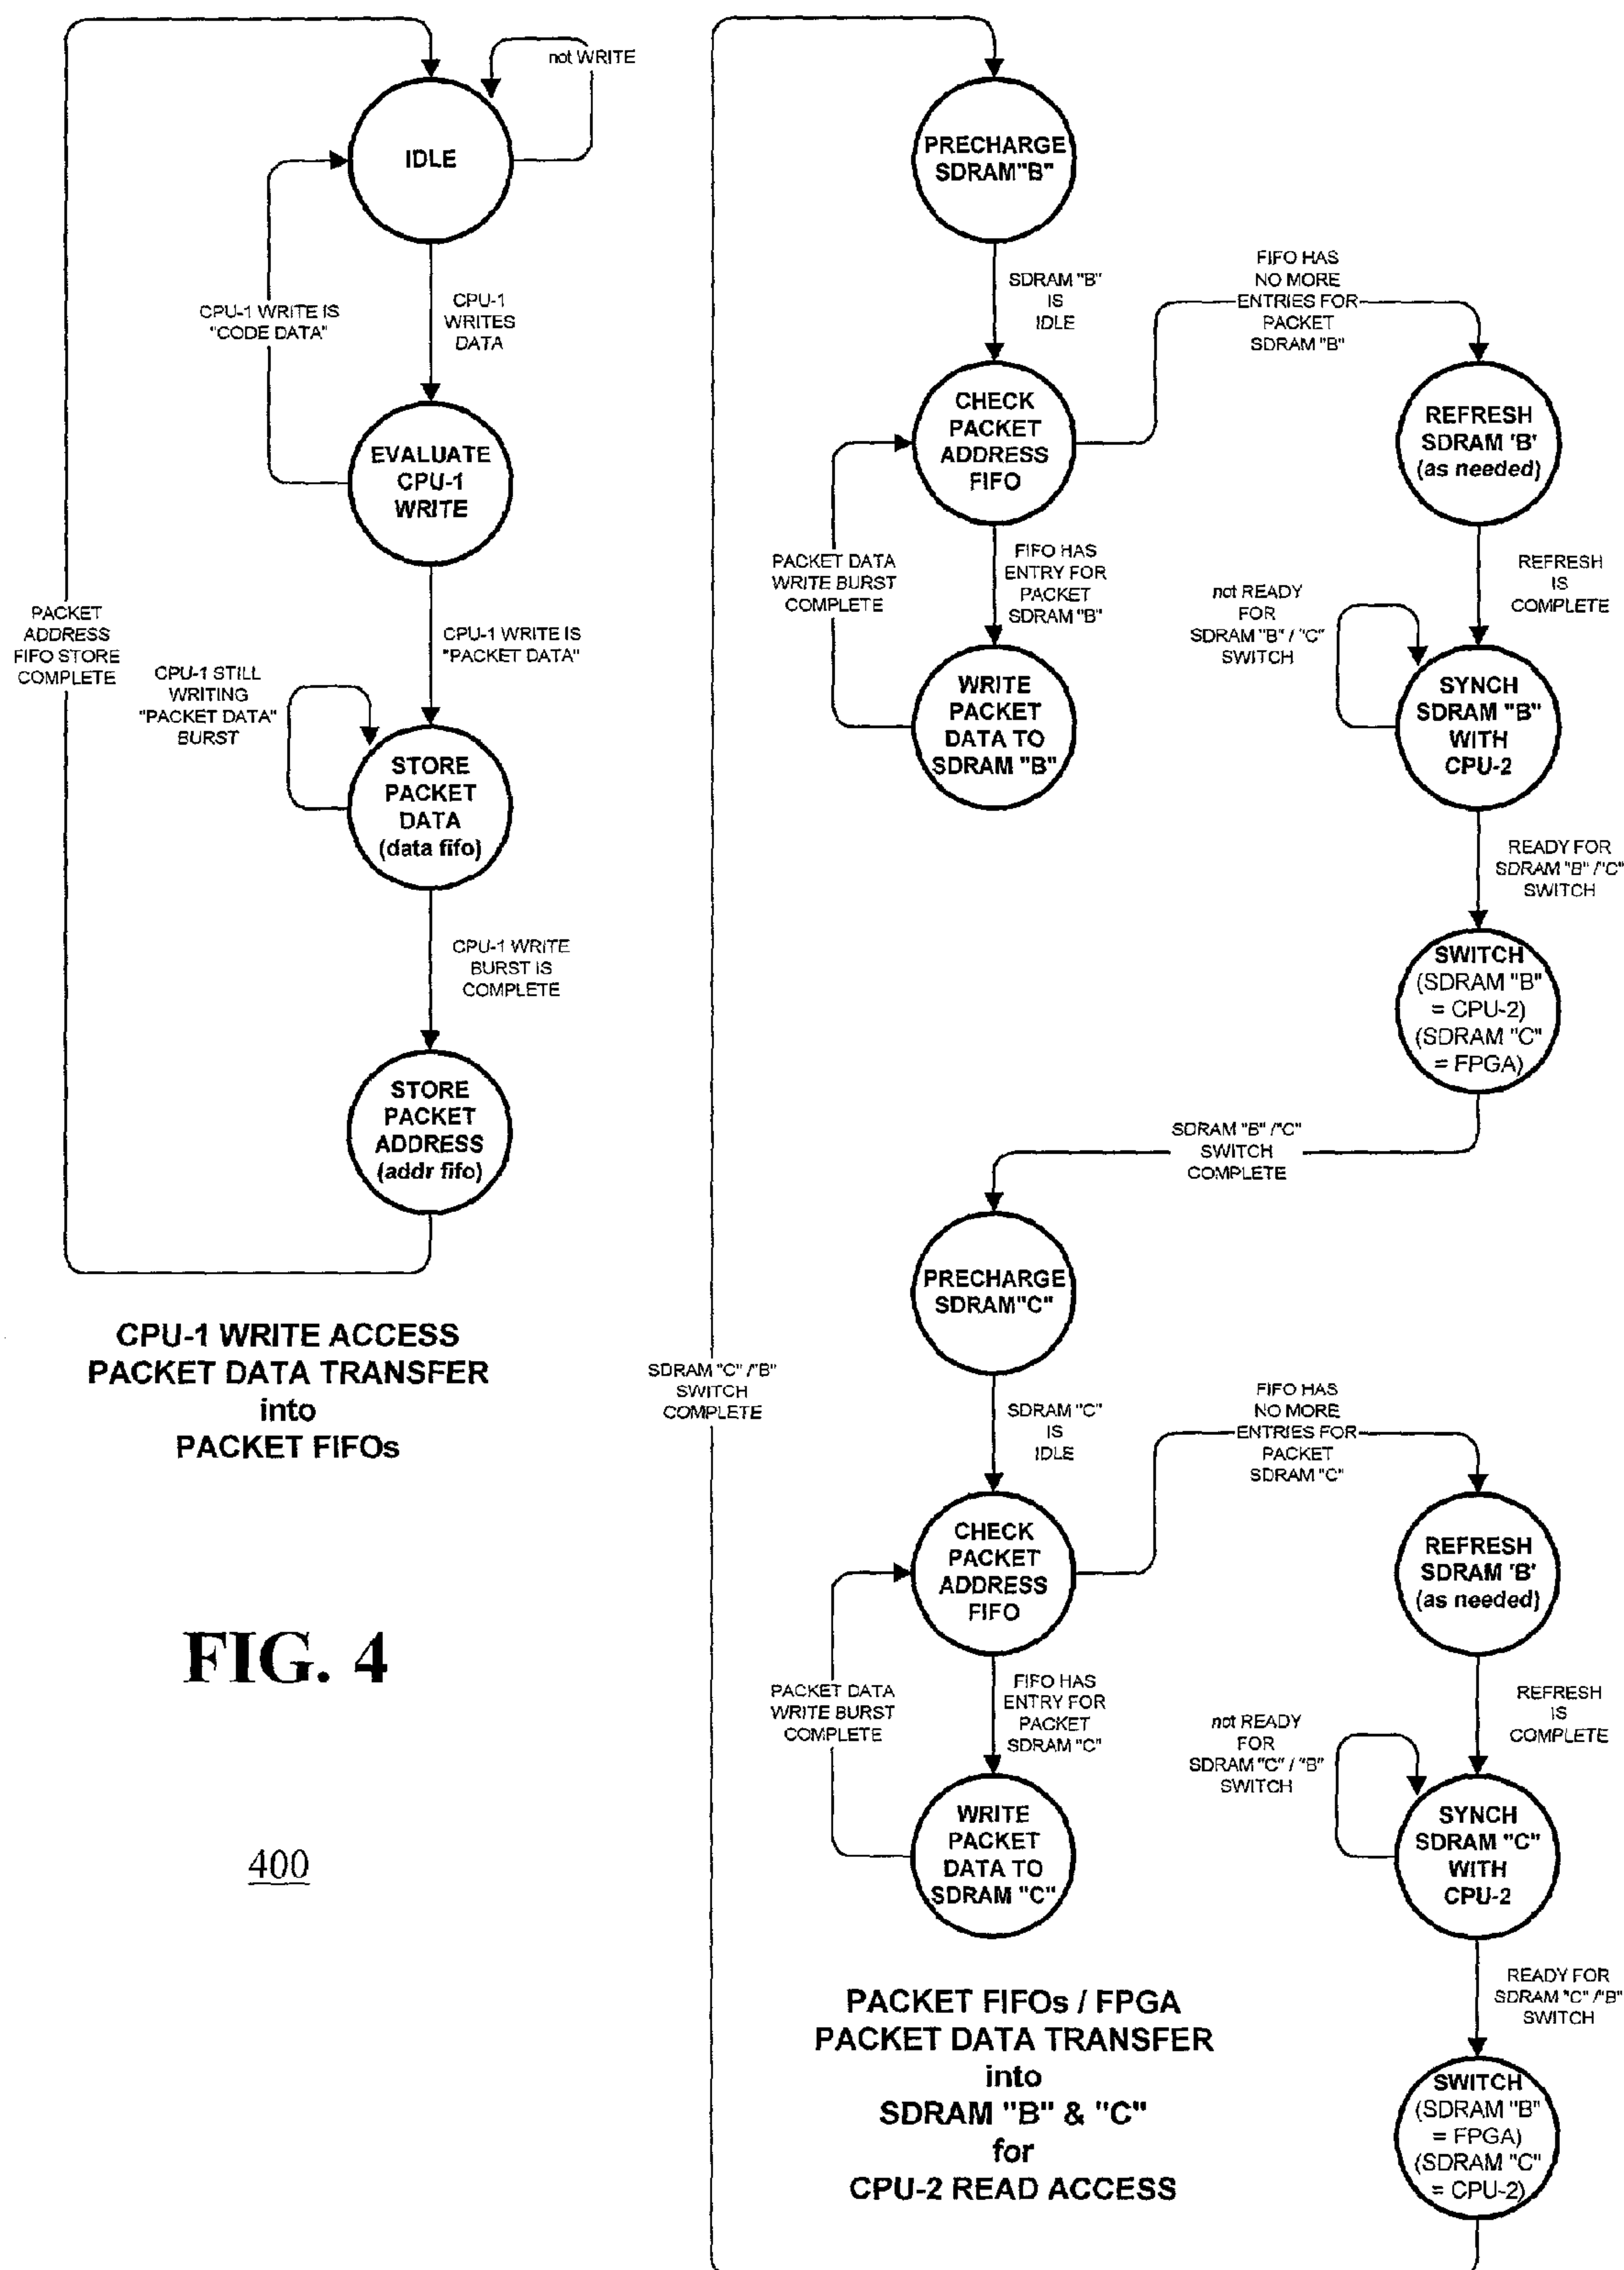 not WRITE
IDLE
CPU-1 WRITE IS
"CODE DATA"
CPU-1
WRITES
DATA
EVALUATE
CPU-1
WRITE
PACKET
ADDRESS
FIFO STORE
COMPLETE
CPU-1 WRITE IS
"PACKET DATA"
CPU-1 STILL
WRITING
"PACKET DATA"
BURST
STORE
PACKET
DATA
(data fifo)
CPU-1 WRITE
BURST IS
COMPLETE
STORE
PACKET
ADDRESS
(addr fifo)
CPU-1 WRITE ACCESS
PACKET DATA TRANSFER
into
PACKET FIFOs
FIG. 4
400
PRECHARGE
SDRAM"B"
SDRAM "B"
IS
IDLE
FIFO HAS
NO MORE
ENTRIES FOR
PACKET
SDRAM "B"
CHECK
PACKET
ADDRESS
FIFO
REFRESH
SDRAM 'B'
(as needed)
PACKET DATA
WRITE BURST
COMPLETE
FIFO HAS
ENTRY FOR
PACKET
SDRAM "B"
REFRESH
IS
COMPLETE
not READY
FOR
SDRAM "B" / "C"
SWITCH
WRITE
PACKET
DATA TO
SDRAM "B"
SYNCH
SDRAM "B"
WITH
CPU-2
READY FOR
SDRAM "B" /"C"
SWITCH
SWITCH
(SDRAM "B"
= CPU-2)
(SDRAM "C"
= FPGA)
SDRAM "B" /"C"
SWITCH
COMPLETE
PRECHARGE
SDRAM"C"
SDRAM "C" /"B"
SWITCH
COMPLETE
SDRAM "C"
IS
IDLE
FIFO HAS
NO MORE
ENTRIES FOR
PACKET
SDRAM "C"
CHECK
PACKET
ADDRESS
FIFO
REFRESH
SDRAM 'B'
(as needed)
PACKET DATA
WRITE BURST
COMPLETE
FIFO HAS
ENTRY FOR
PACKET
SDRAM "C"
REFRESH
IS
COMPLETE
not READY
FOR
SDRAM "C" / "B"
SWITCH
WRITE
PACKET
DATA TO
SDRAM "C"
SYNCH
SDRAM "C"
WITH
CPU-2
READY FOR
SDRAM "C" /"B"
SWITCH
SWITCH
(SDRAM "B"
= FPGA)
(SDRAM "C"
= CPU-2)
PACKET FIFOs / FPGA
PACKET DATA TRANSFER
into
SDRAM "B" & "C"
for
CPU-2 READ ACCESS